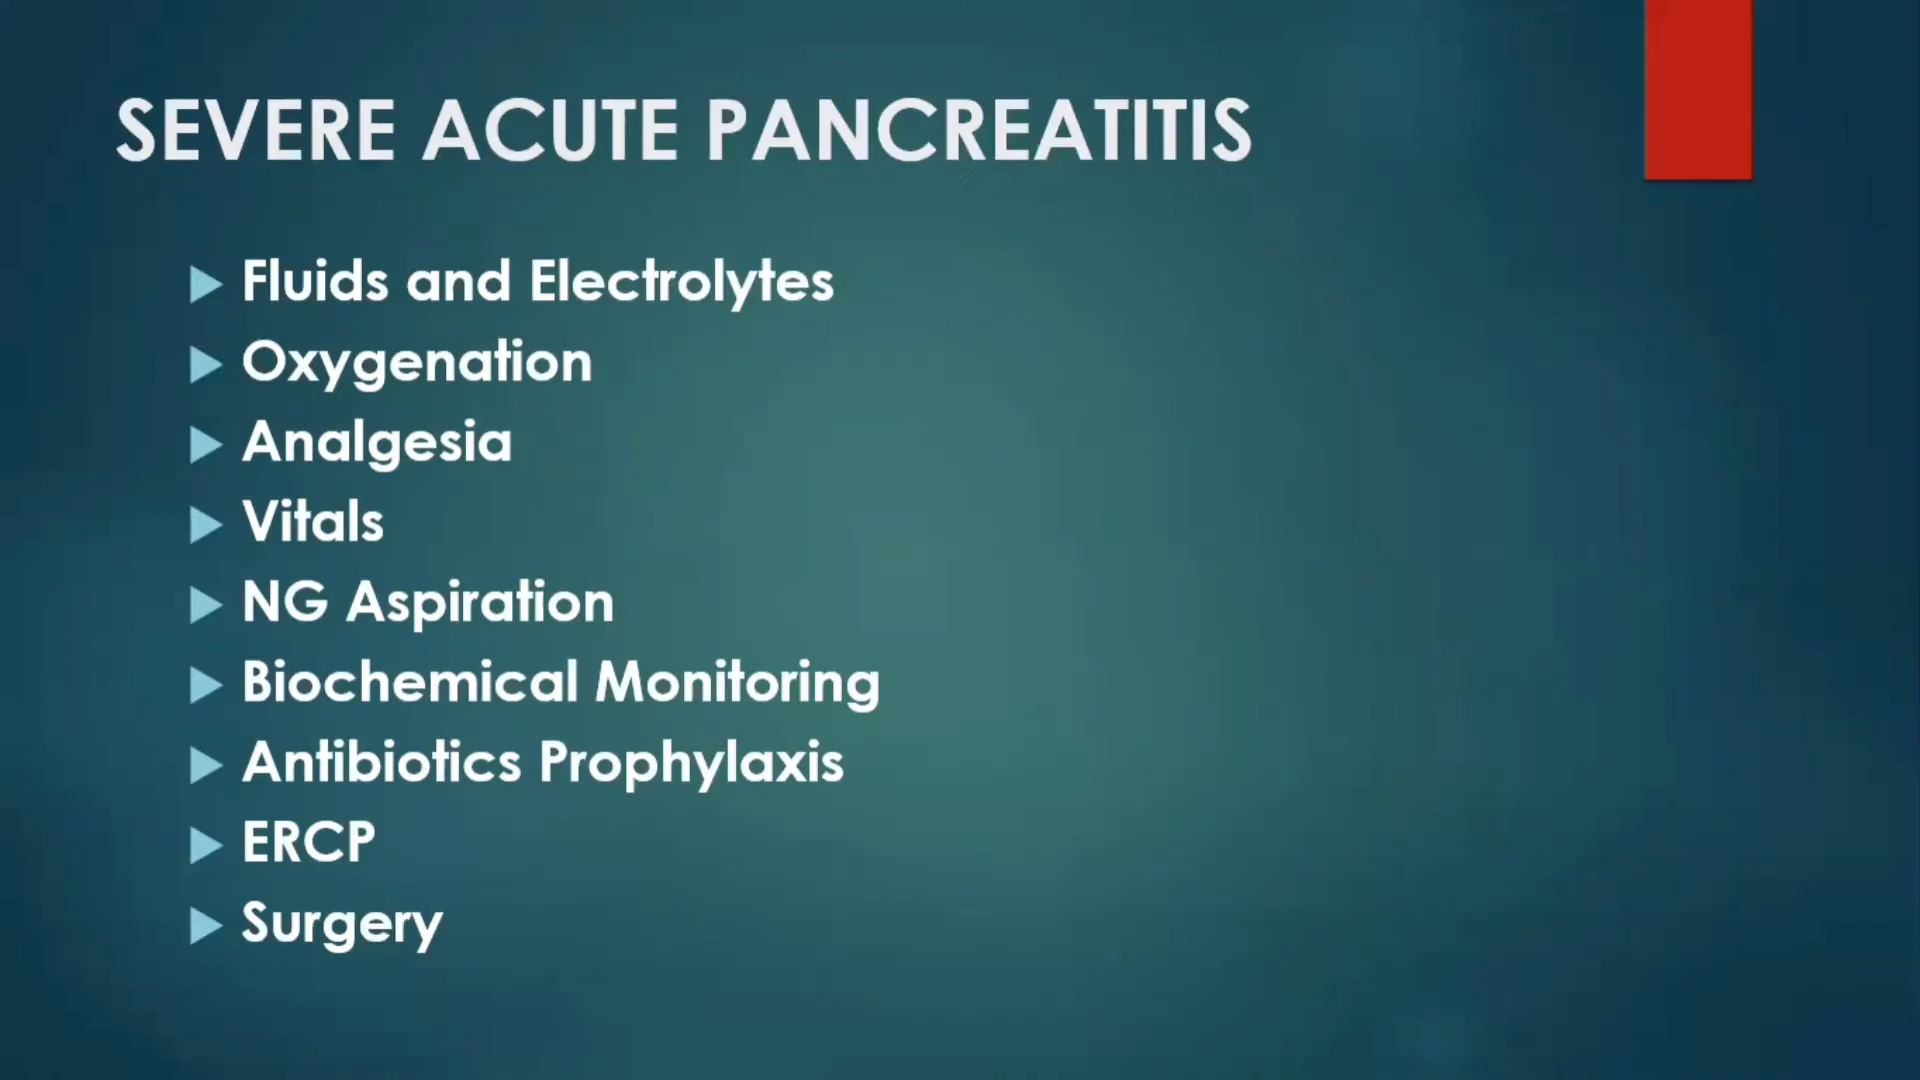 SEVERE ACUTE PANCREATITIS
Fluids and Electrolytes
Oxygenation
Analgesia
Vitals
NG Aspiration
Biochemical Monitoring
Antibiotics Prophylaxis
ERCP
Surgery